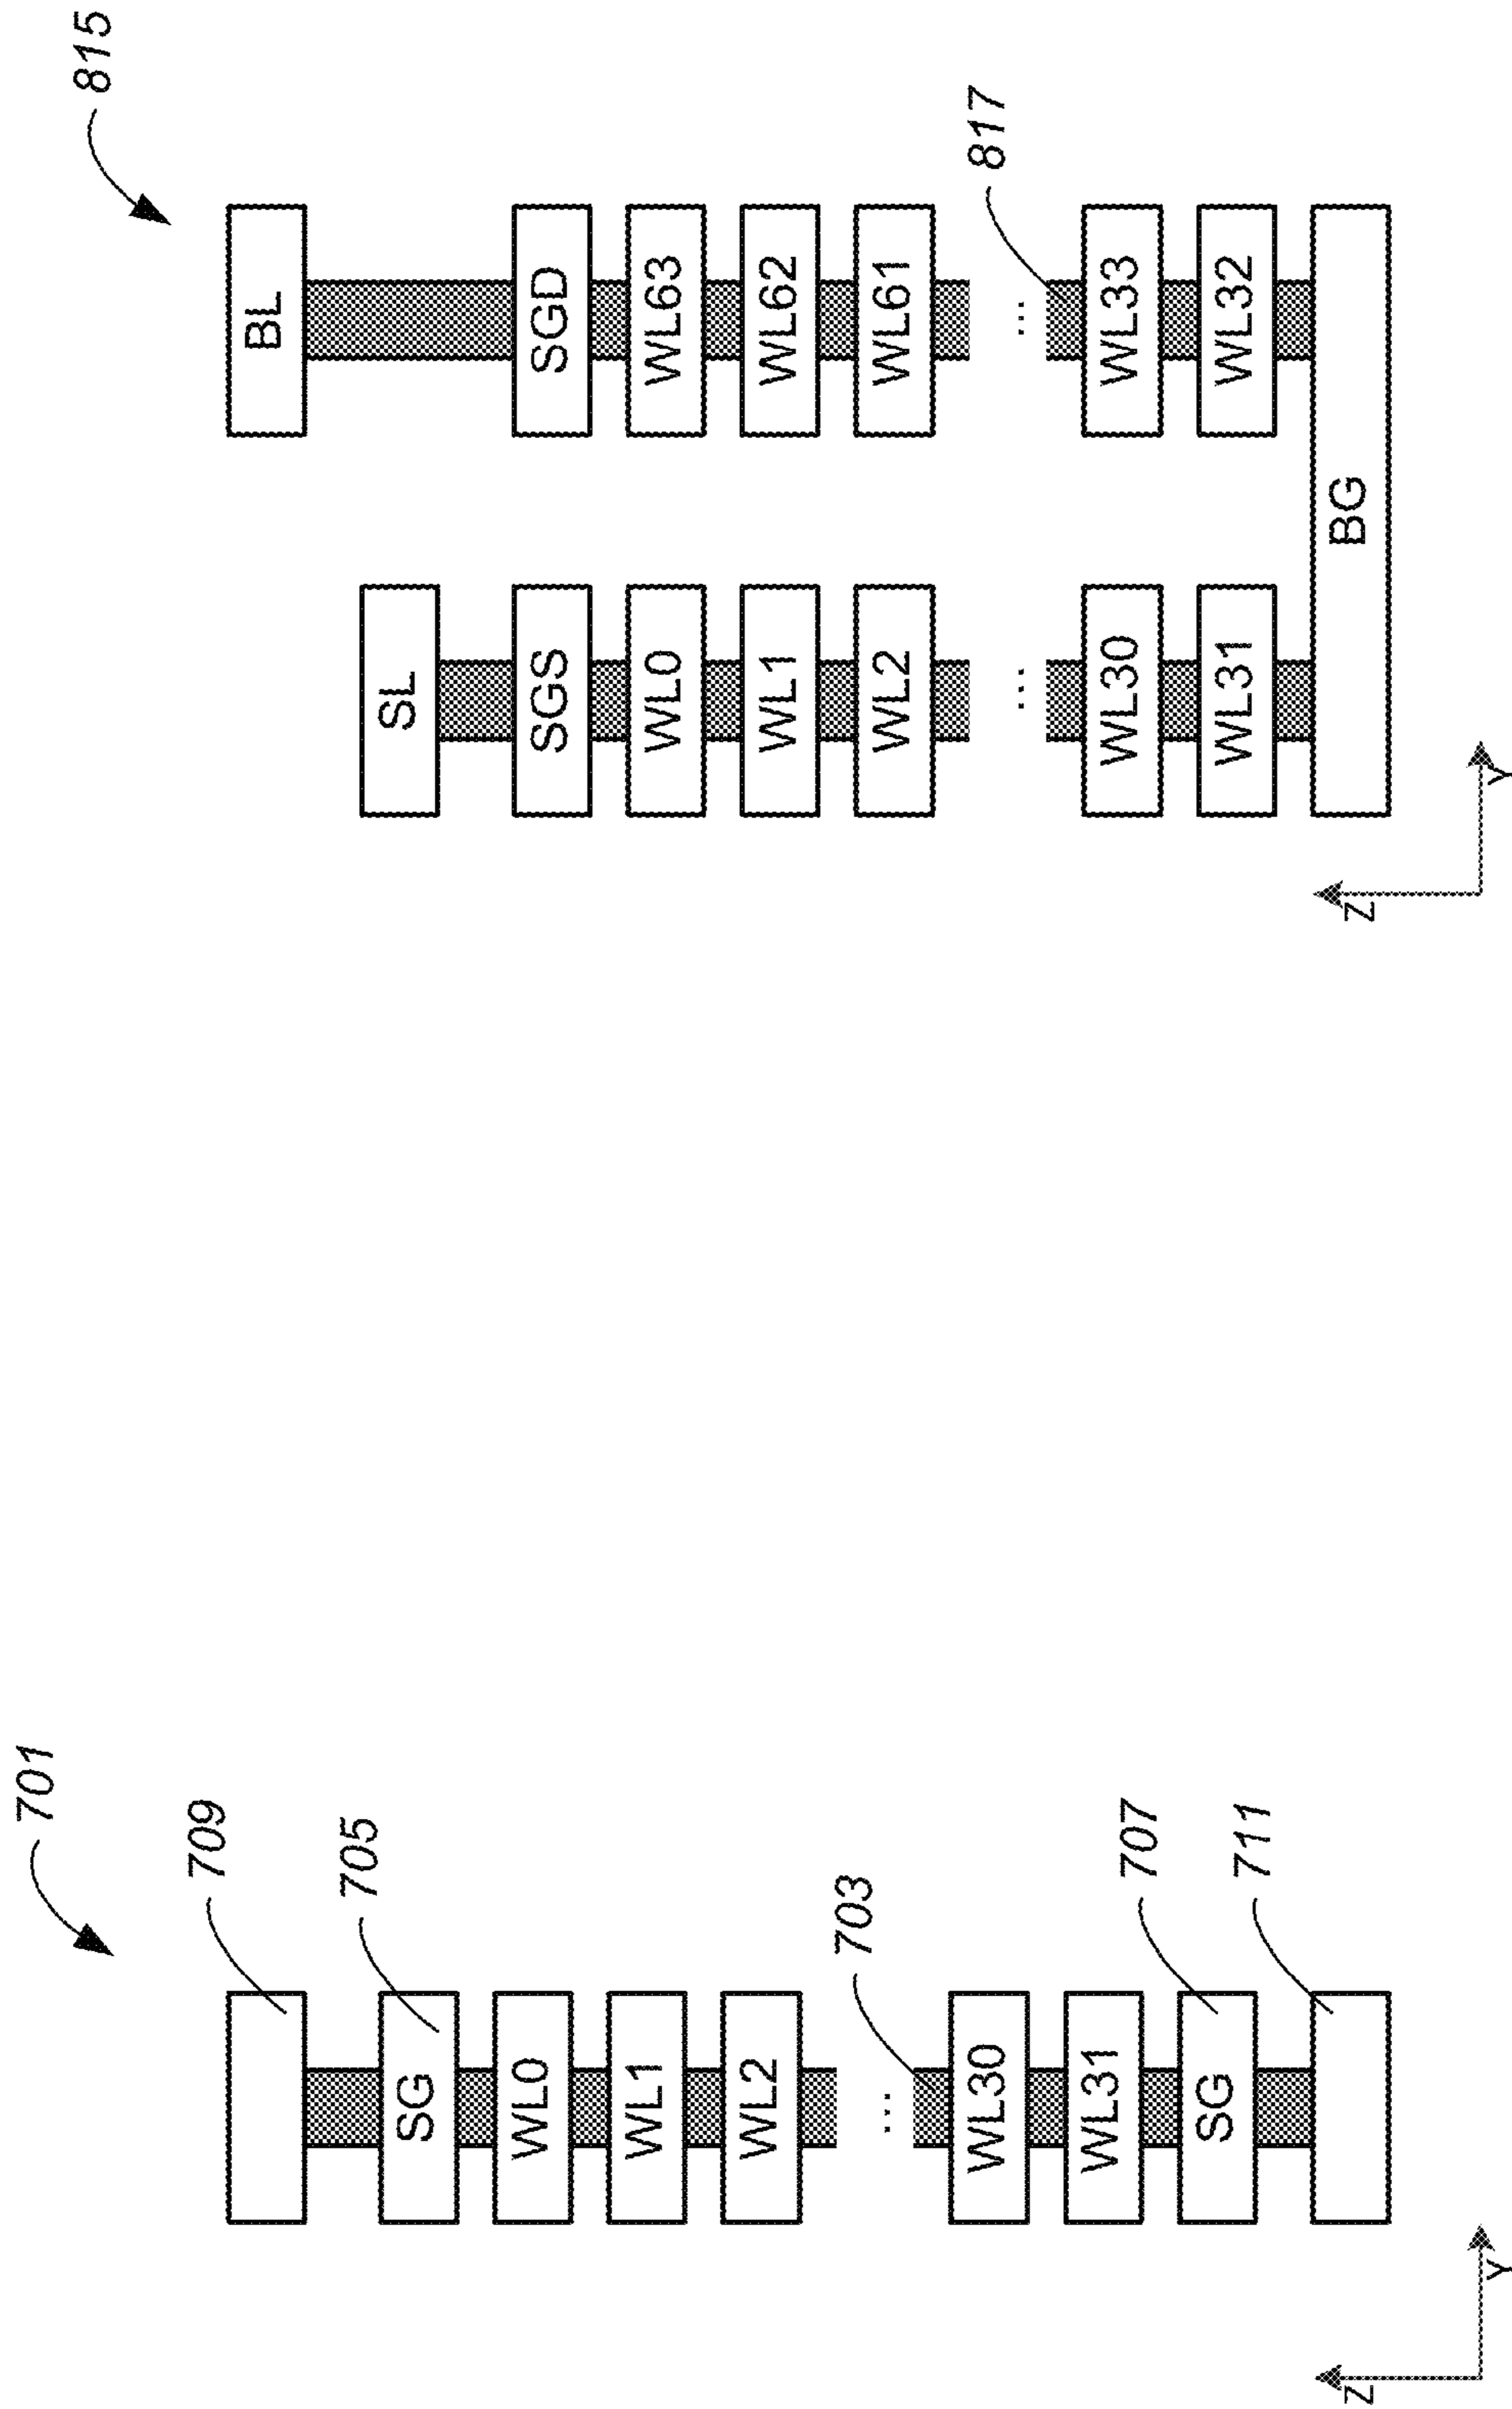 701
709
SG
705
WL0
WL1
WL2
...
703
WL30
WL31
SG
707
711
Z
Y
815
BL
SL
SGS
SGD
WL0
WL63
WL1
WL62
WL2
WL61
...
...
817
WL30
WL33
WL31
WL32
BG
Z
Y